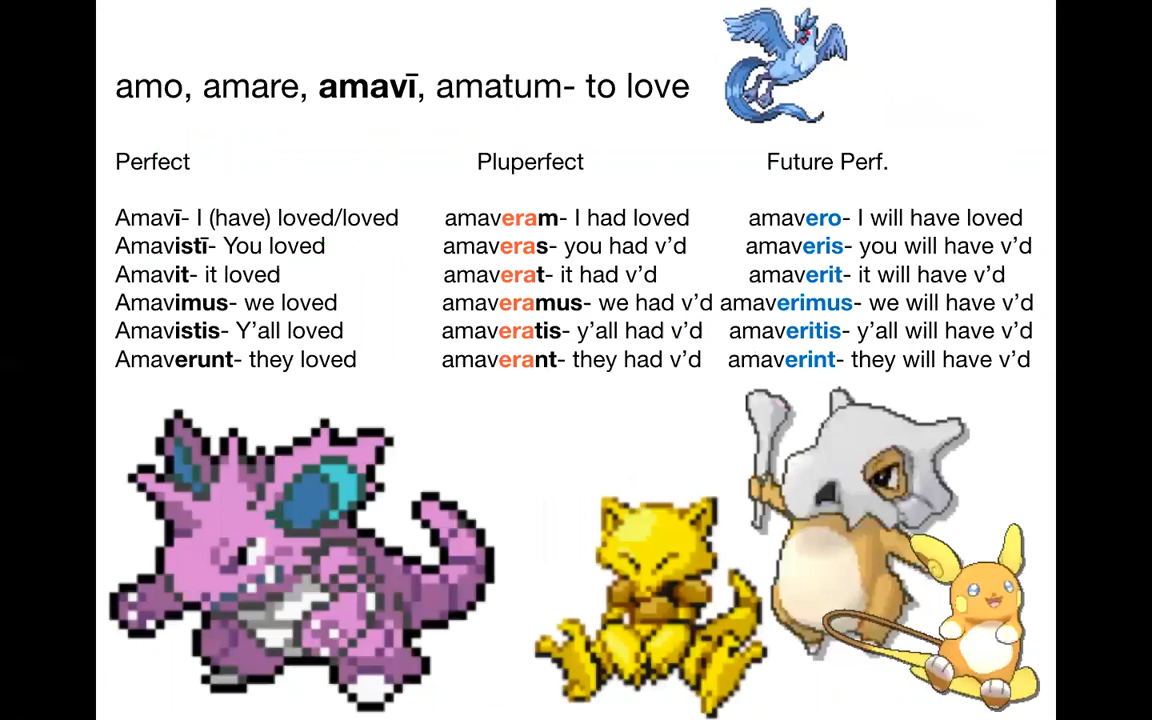 amo, amare, amavī, amatum- to love
Perfect Pluperfect Future Perf.
Amavī- I (have) loved/loved amaveram- I had loved amavero- I will have loved
Amavistī- You loved amaveras- you had v’d amaveris- you will have v’d
Amavit- it loved amaverat- it had v’d amaverit- it will have v’d
Amavimus- we loved amaveramus- we had v’d amaverimus- we will have v’d
Amavistis- Y’all loved amaveratis- y’all had v’d amaveritis- y’all will have v’d
Amaverunt- they loved amaverant- they had v’d amaverint- they will have v’d